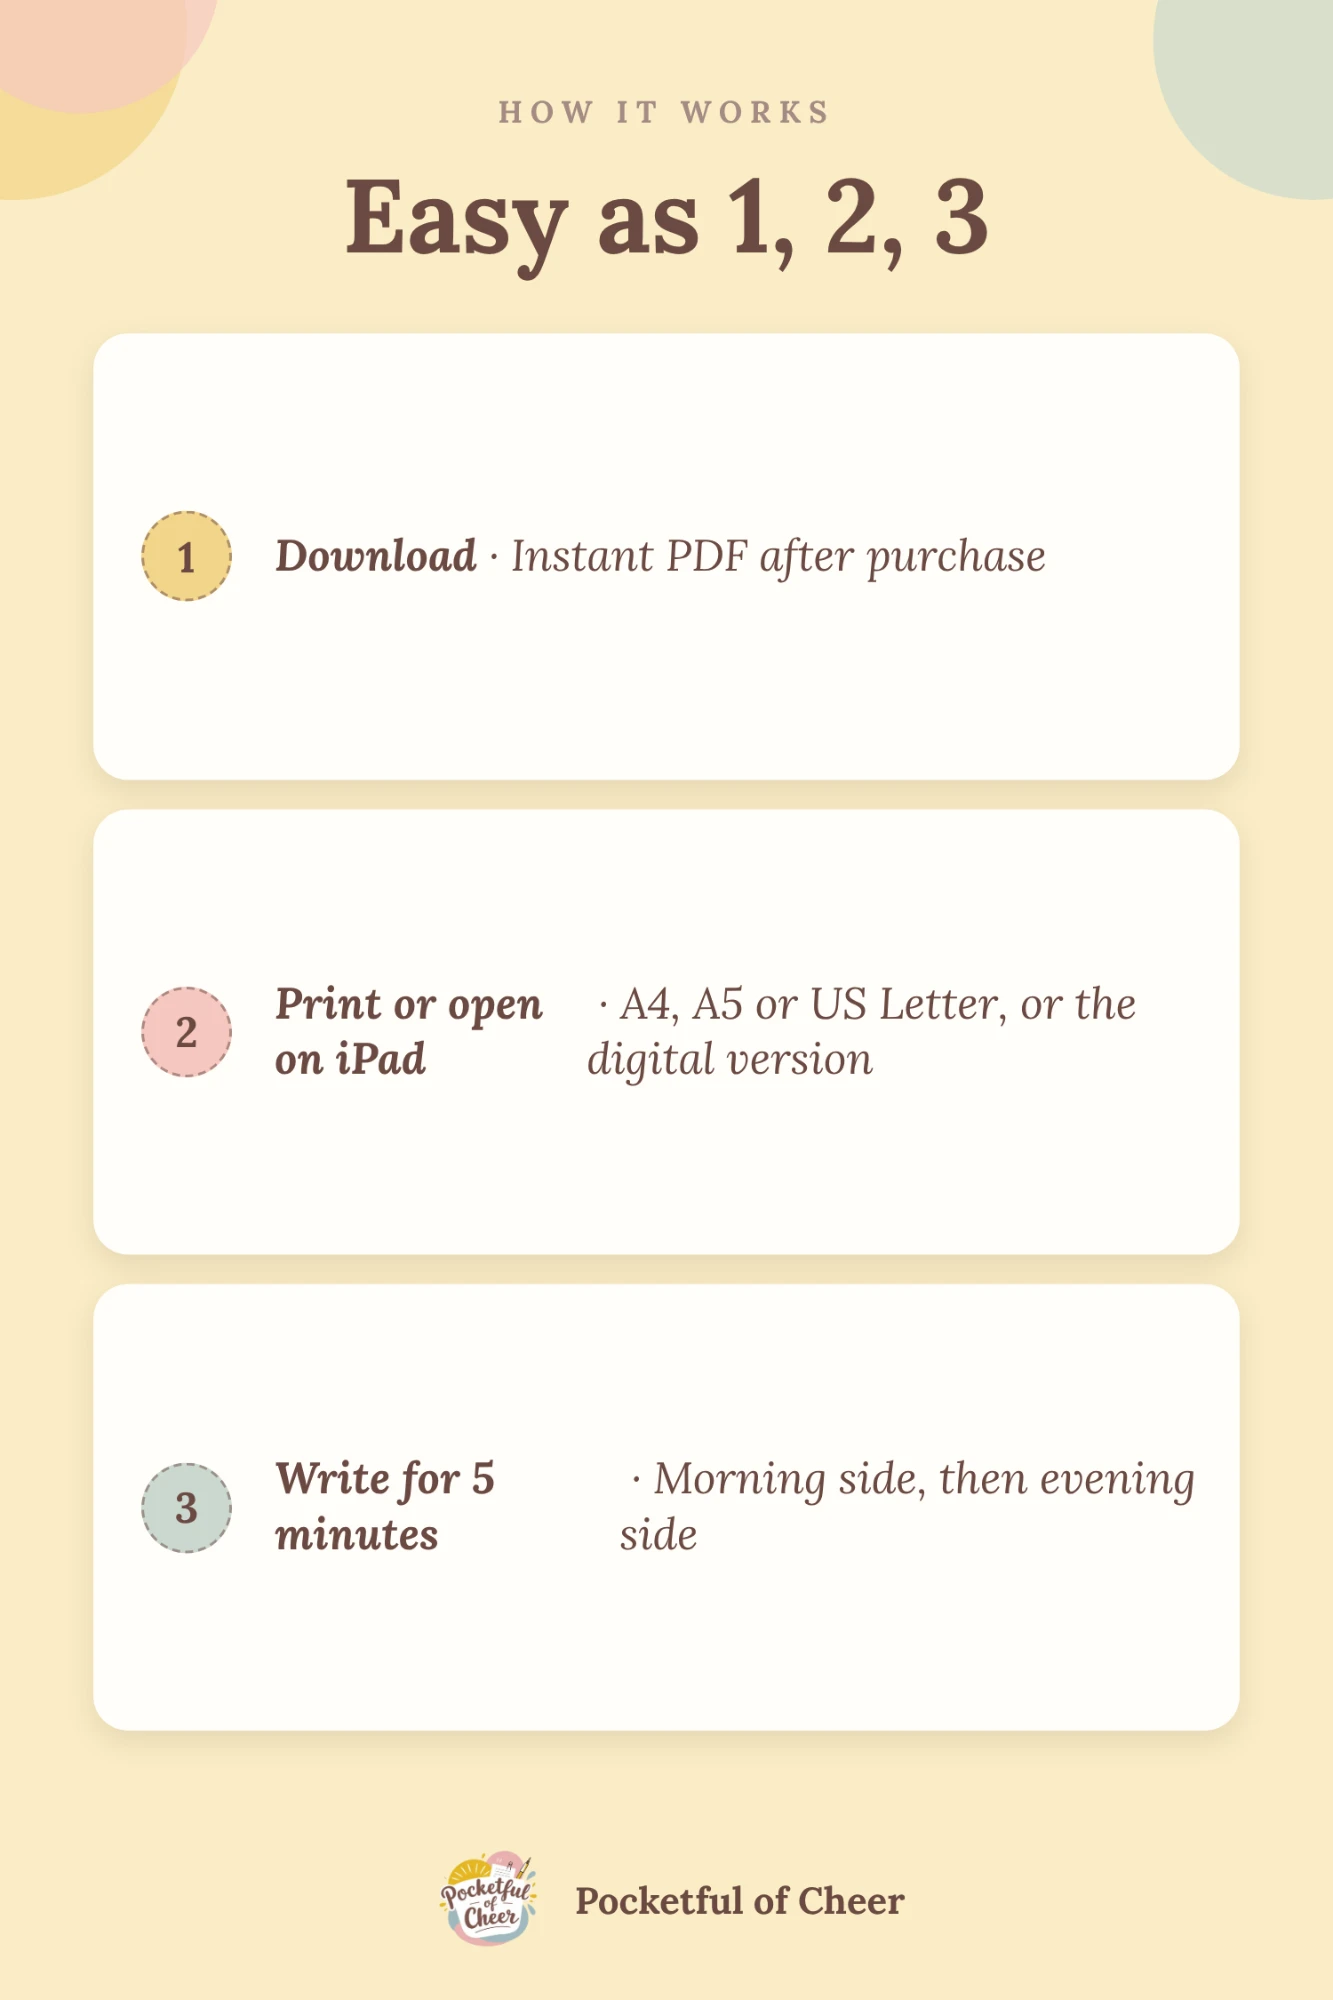 HOW IT WORKS
Easy as 1, 2, 3
1
Download · Instant PDF after purchase
2
Print or open
on iPad
· A4, A5 or US Letter, or the
digital version
3
Write for 5
minutes
· Morning side, then evening
side
Pocketful
of
Cheer
Pocketful of Cheer